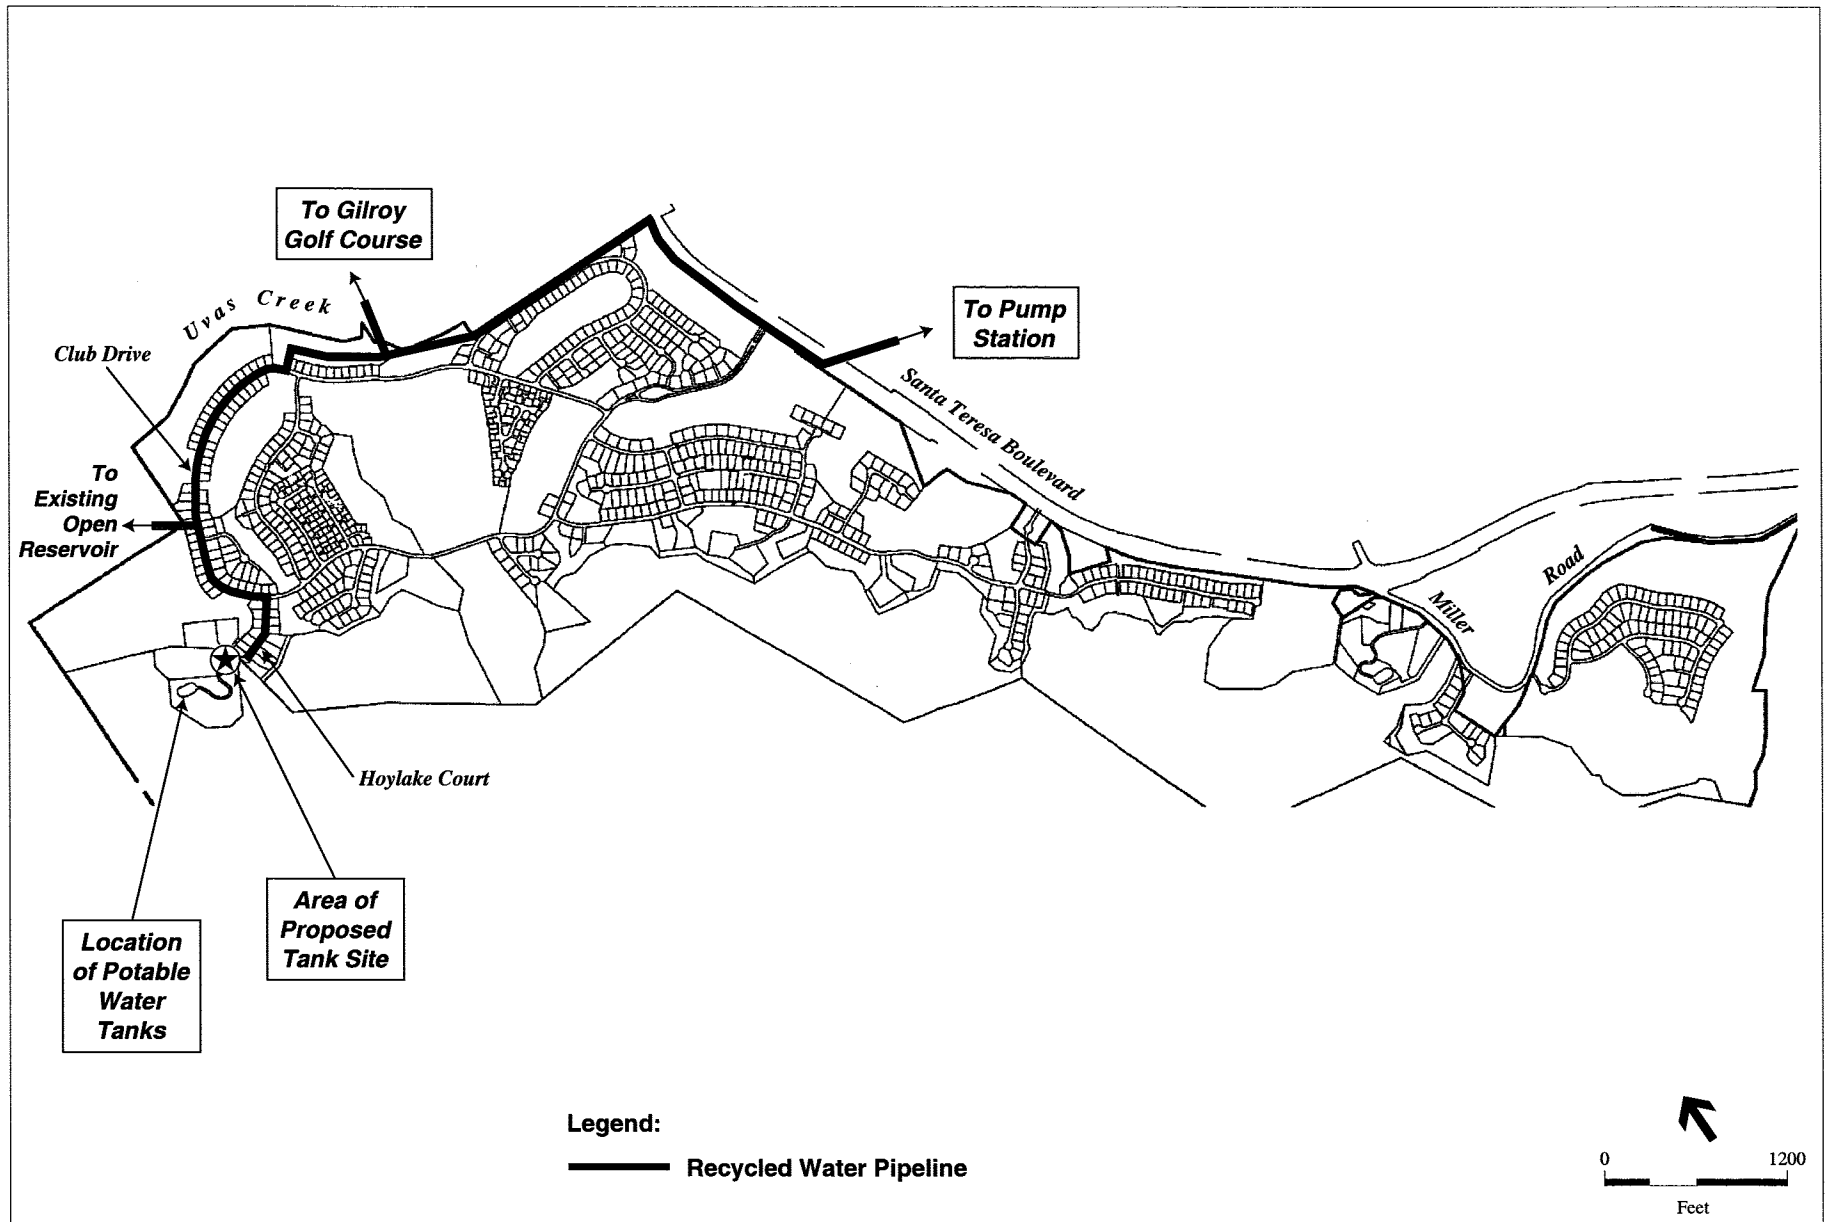 To Gilroy
Golf Course
Uvas Creek
Club Drive
To Pump
Station
Santa Teresa Boulevard
To
Existing
Open
Reservoir
Miller
Road
Hoylake Court
Area of
Proposed
Tank Site
Location
of Potable
Water
Tanks
Legend:
Recycled Water Pipeline
0 1200
Feet